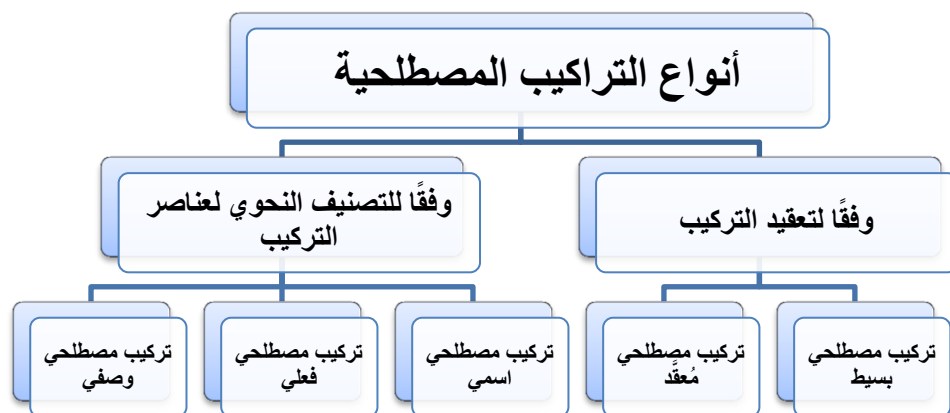 أنواع التراكيب المصطلحية
وفقًا لتعقيد التركيب
وفقًا للتصنيف النحوي لعناصر
التركيب
تركيب مصطلحي
بسيط
تركيب مصطلحي
مُعقَّد
تركيب مصطلحي
اسمي
تركيب مصطلحي
فعلي
تركيب مصطلحي
وصفي